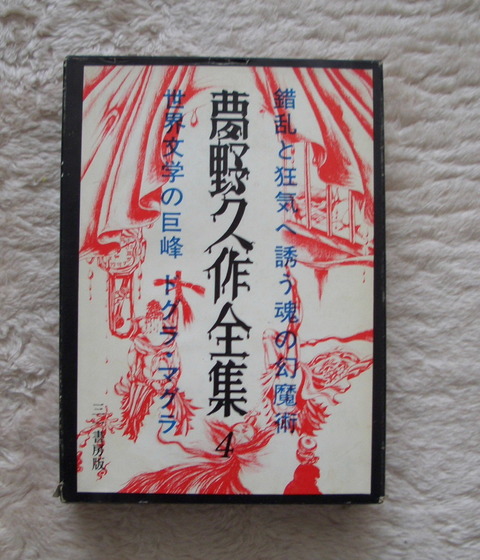 錯乱と狂気へ誘う魂の幻魔術
夢野久作全集
4
世界文学の巨峰 ドグラ・マグラ
三一書房版